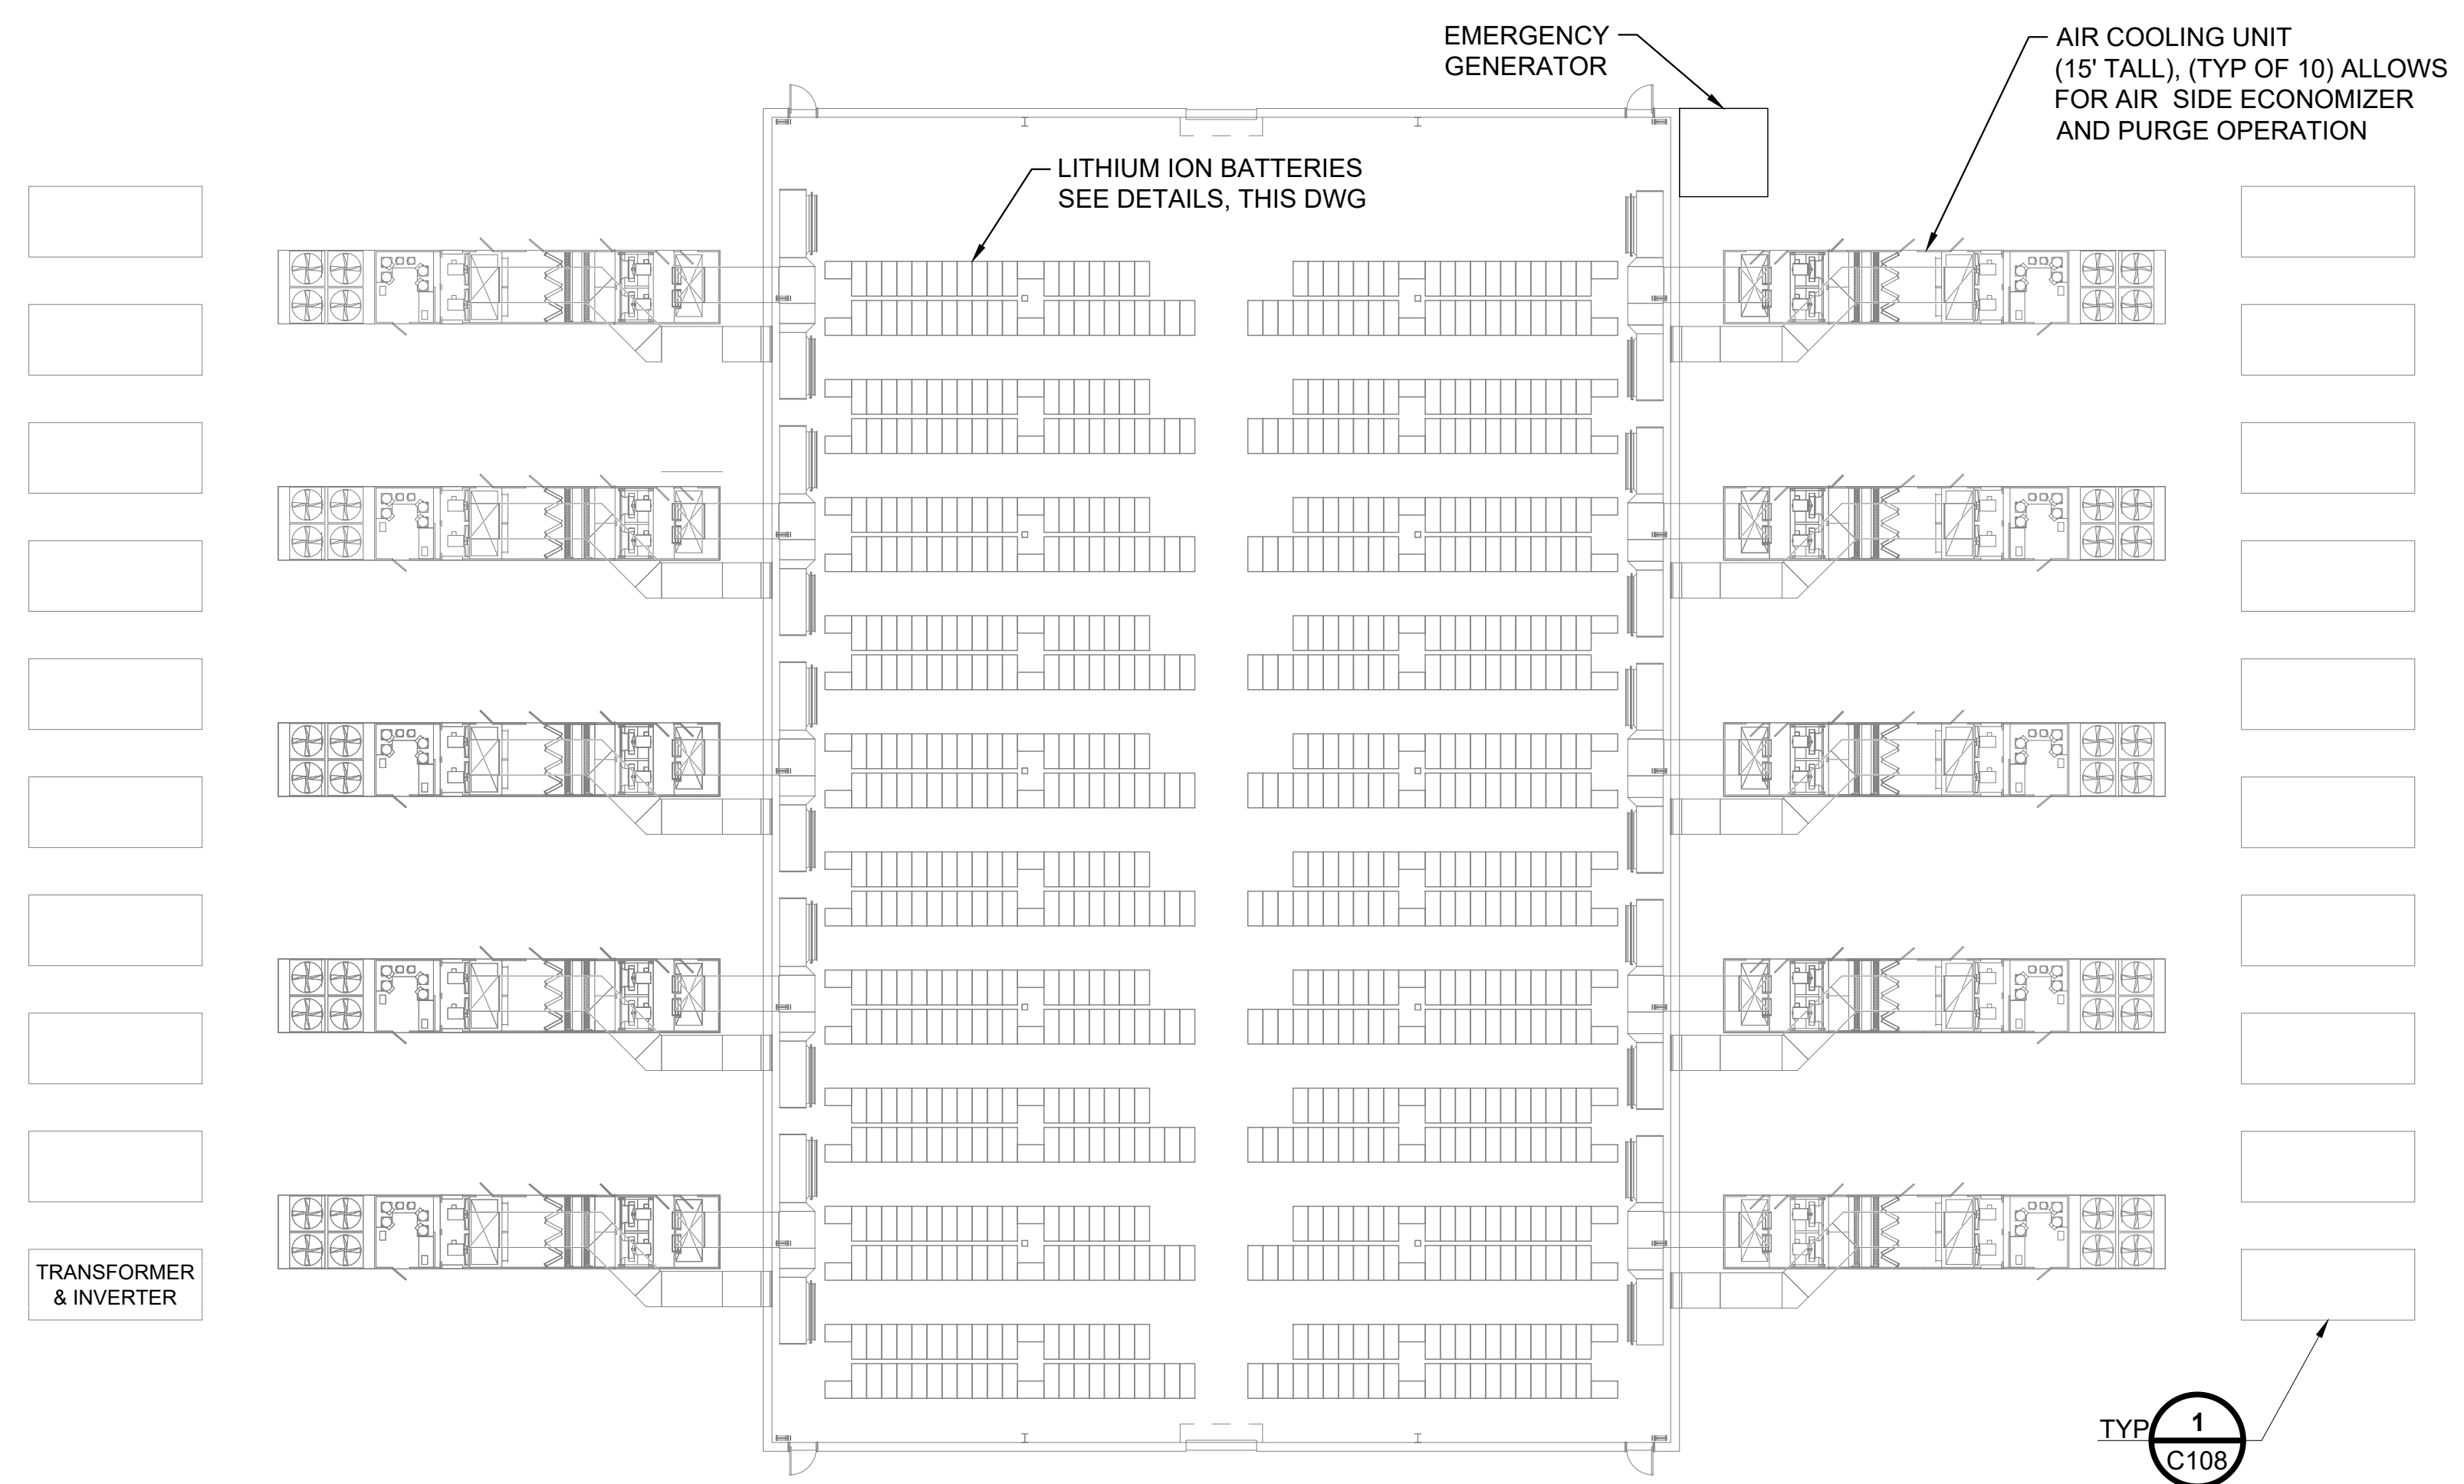 EMERGENCY
GENERATOR
AIR COOLING UNIT
(15' TALL), (TYP OF 10) ALLOWS
FOR AIR SIDE ECONOMIZER
AND PURGE OPERATION
LITHIUM ION BATTERIES
SEE DETAILS, THIS DWG
TRANSFORMER
& INVERTER
TYP
1
C108